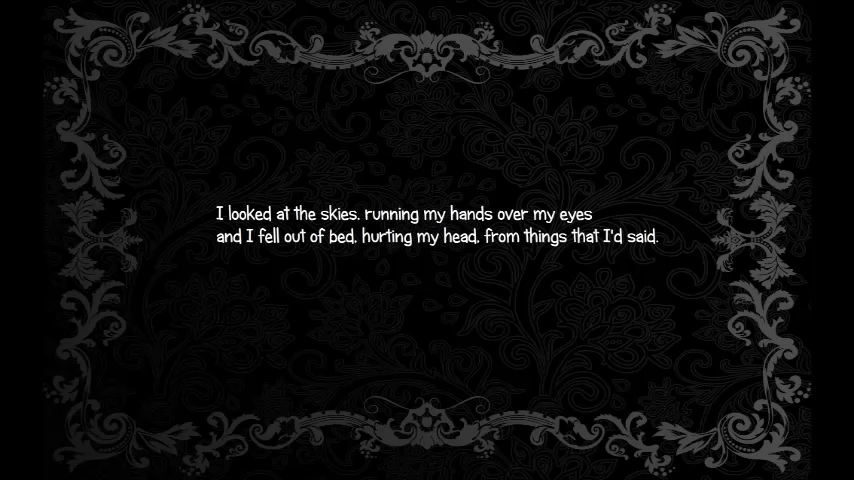 I looked at the skies, running my hands over my eyes
and I fell out of bed, hurting my head, from things that I'd said.